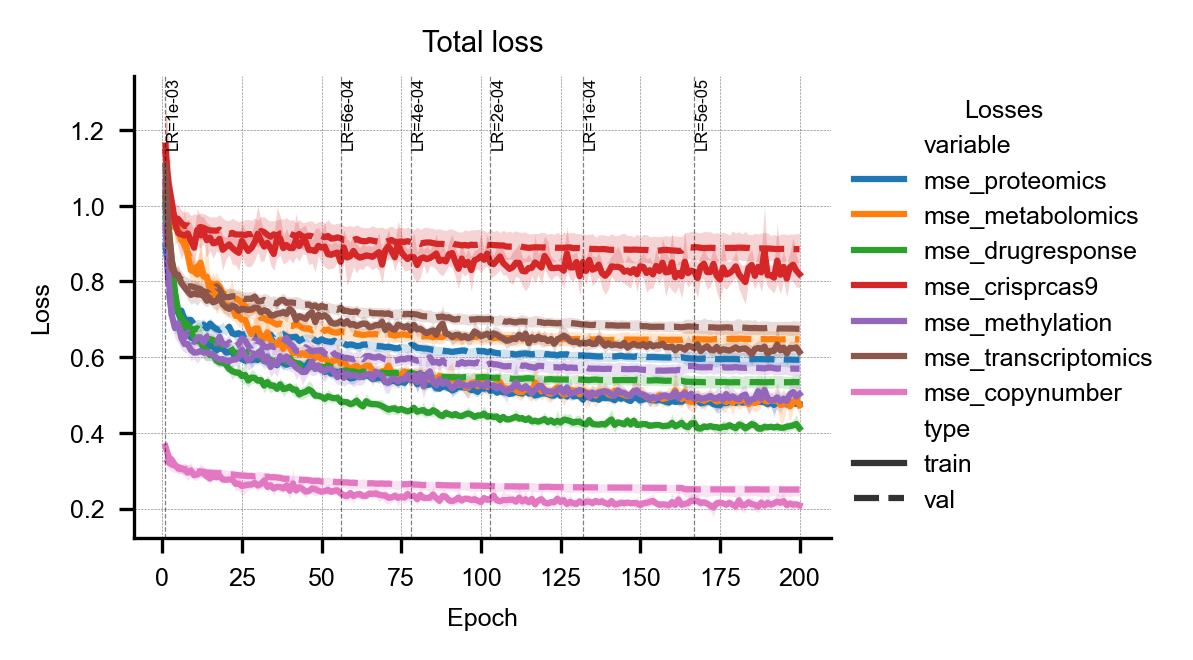 Total loss
LR=1e-03
LR=6e-04
LR=4e-04
LR=2e-04
LR=1e-04
LR=5e-05
1.2
1.0
0.8
0.6
0.4
0.2
Loss
0 25 50 75 100 125 150 175 200
Epoch
Losses
variable
mse_proteomics
mse_metabolomics
mse_drugresponse
mse_crisprcas9
mse_methylation
mse_transcriptomics
mse_copynumber
type
train
val